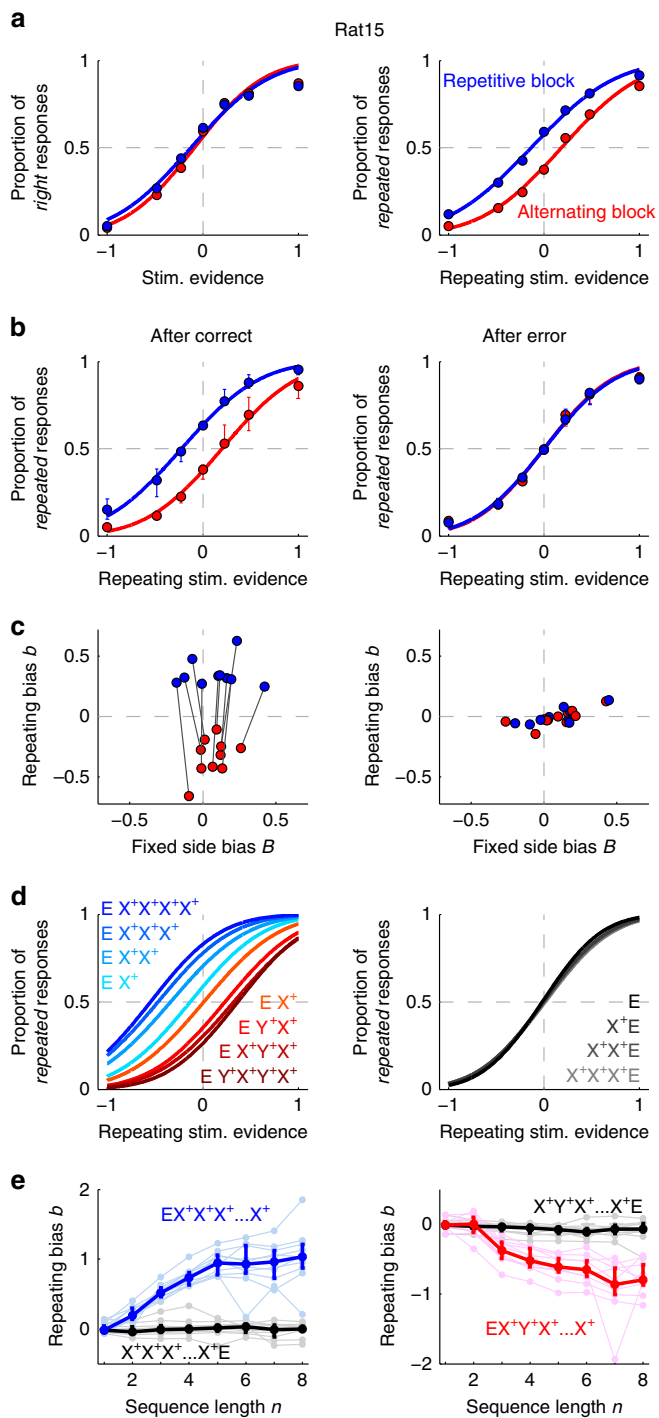 a
Rat15
Proportion of
right responses
1
0.5
0
−1
0
1
Stim. evidence
Proportion of
repeated responses
1
0.5
0
Repetitive block
Alternating block
−1
0
1
Repeating stim. evidence
b
After correct
Proportion of
repeated responses
1
0.5
0
−1
0
1
Repeating stim. evidence
After error
Proportion of
repeated responses
1
0.5
0
−1
0
1
Repeating stim. evidence
c
Repeating bias b
0.5
0
−0.5
−0.5
0
0.5
Fixed side bias B
Repeating bias b
0.5
0
−0.5
−0.5
0
0.5
Fixed side bias B
d
Proportion of
repeated responses
1
0.5
0
E X⁺X⁺X⁺X⁺
E X⁺X⁺X⁺
E X⁺X⁺
E X⁺
E X⁺
E Y⁺X⁺
E X⁺Y⁺X⁺
E Y⁺X⁺Y⁺X⁺
−1
0
1
Repeating stim. evidence
Proportion of
repeated responses
1
0.5
0
E
X⁺E
X⁺X⁺E
X⁺X⁺X⁺E
−1
0
1
Repeating stim. evidence
e
Repeating bias b
2
1
0
EX⁺X⁺X⁺...X⁺
X⁺X⁺X⁺...X⁺E
2
4
6
8
Sequence length n
Repeating bias b
0
−1
−2
X⁺Y⁺X⁺...X⁺E
EX⁺Y⁺X⁺...X⁺
2
4
6
8
Sequence length n